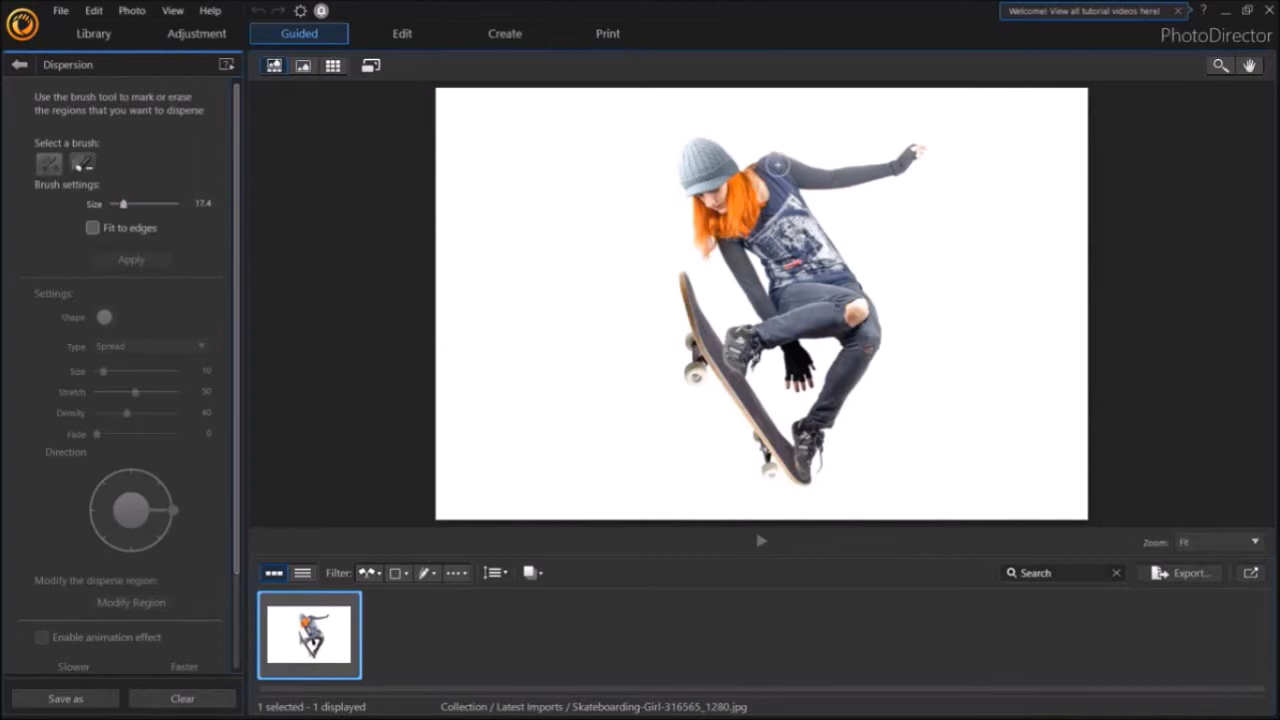 File Edit Photo View Help
Welcome! View all tutorial videos here!
?
Library Adjustment Guided Edit Create Print
PhotoDirector
Dispersion
Use the brush tool to mark or erase
the regions that you want to disperse
Select a brush:
Brush settings:
Size 17.4
Fit to edges
Apply
Settings:
Shape
Type Spread
Size 10
Stretch 50
Density 40
Fade 0
Direction
Zoom: Fit
Modify the disperse region:
Modify Region
Filter:
Search
Export...
Enable animation effect
Slower Faster
Save as Clear
1 selected - 1 displayed
Collection / Latest Imports / Skateboarding-Girl-316565_1280.jpg